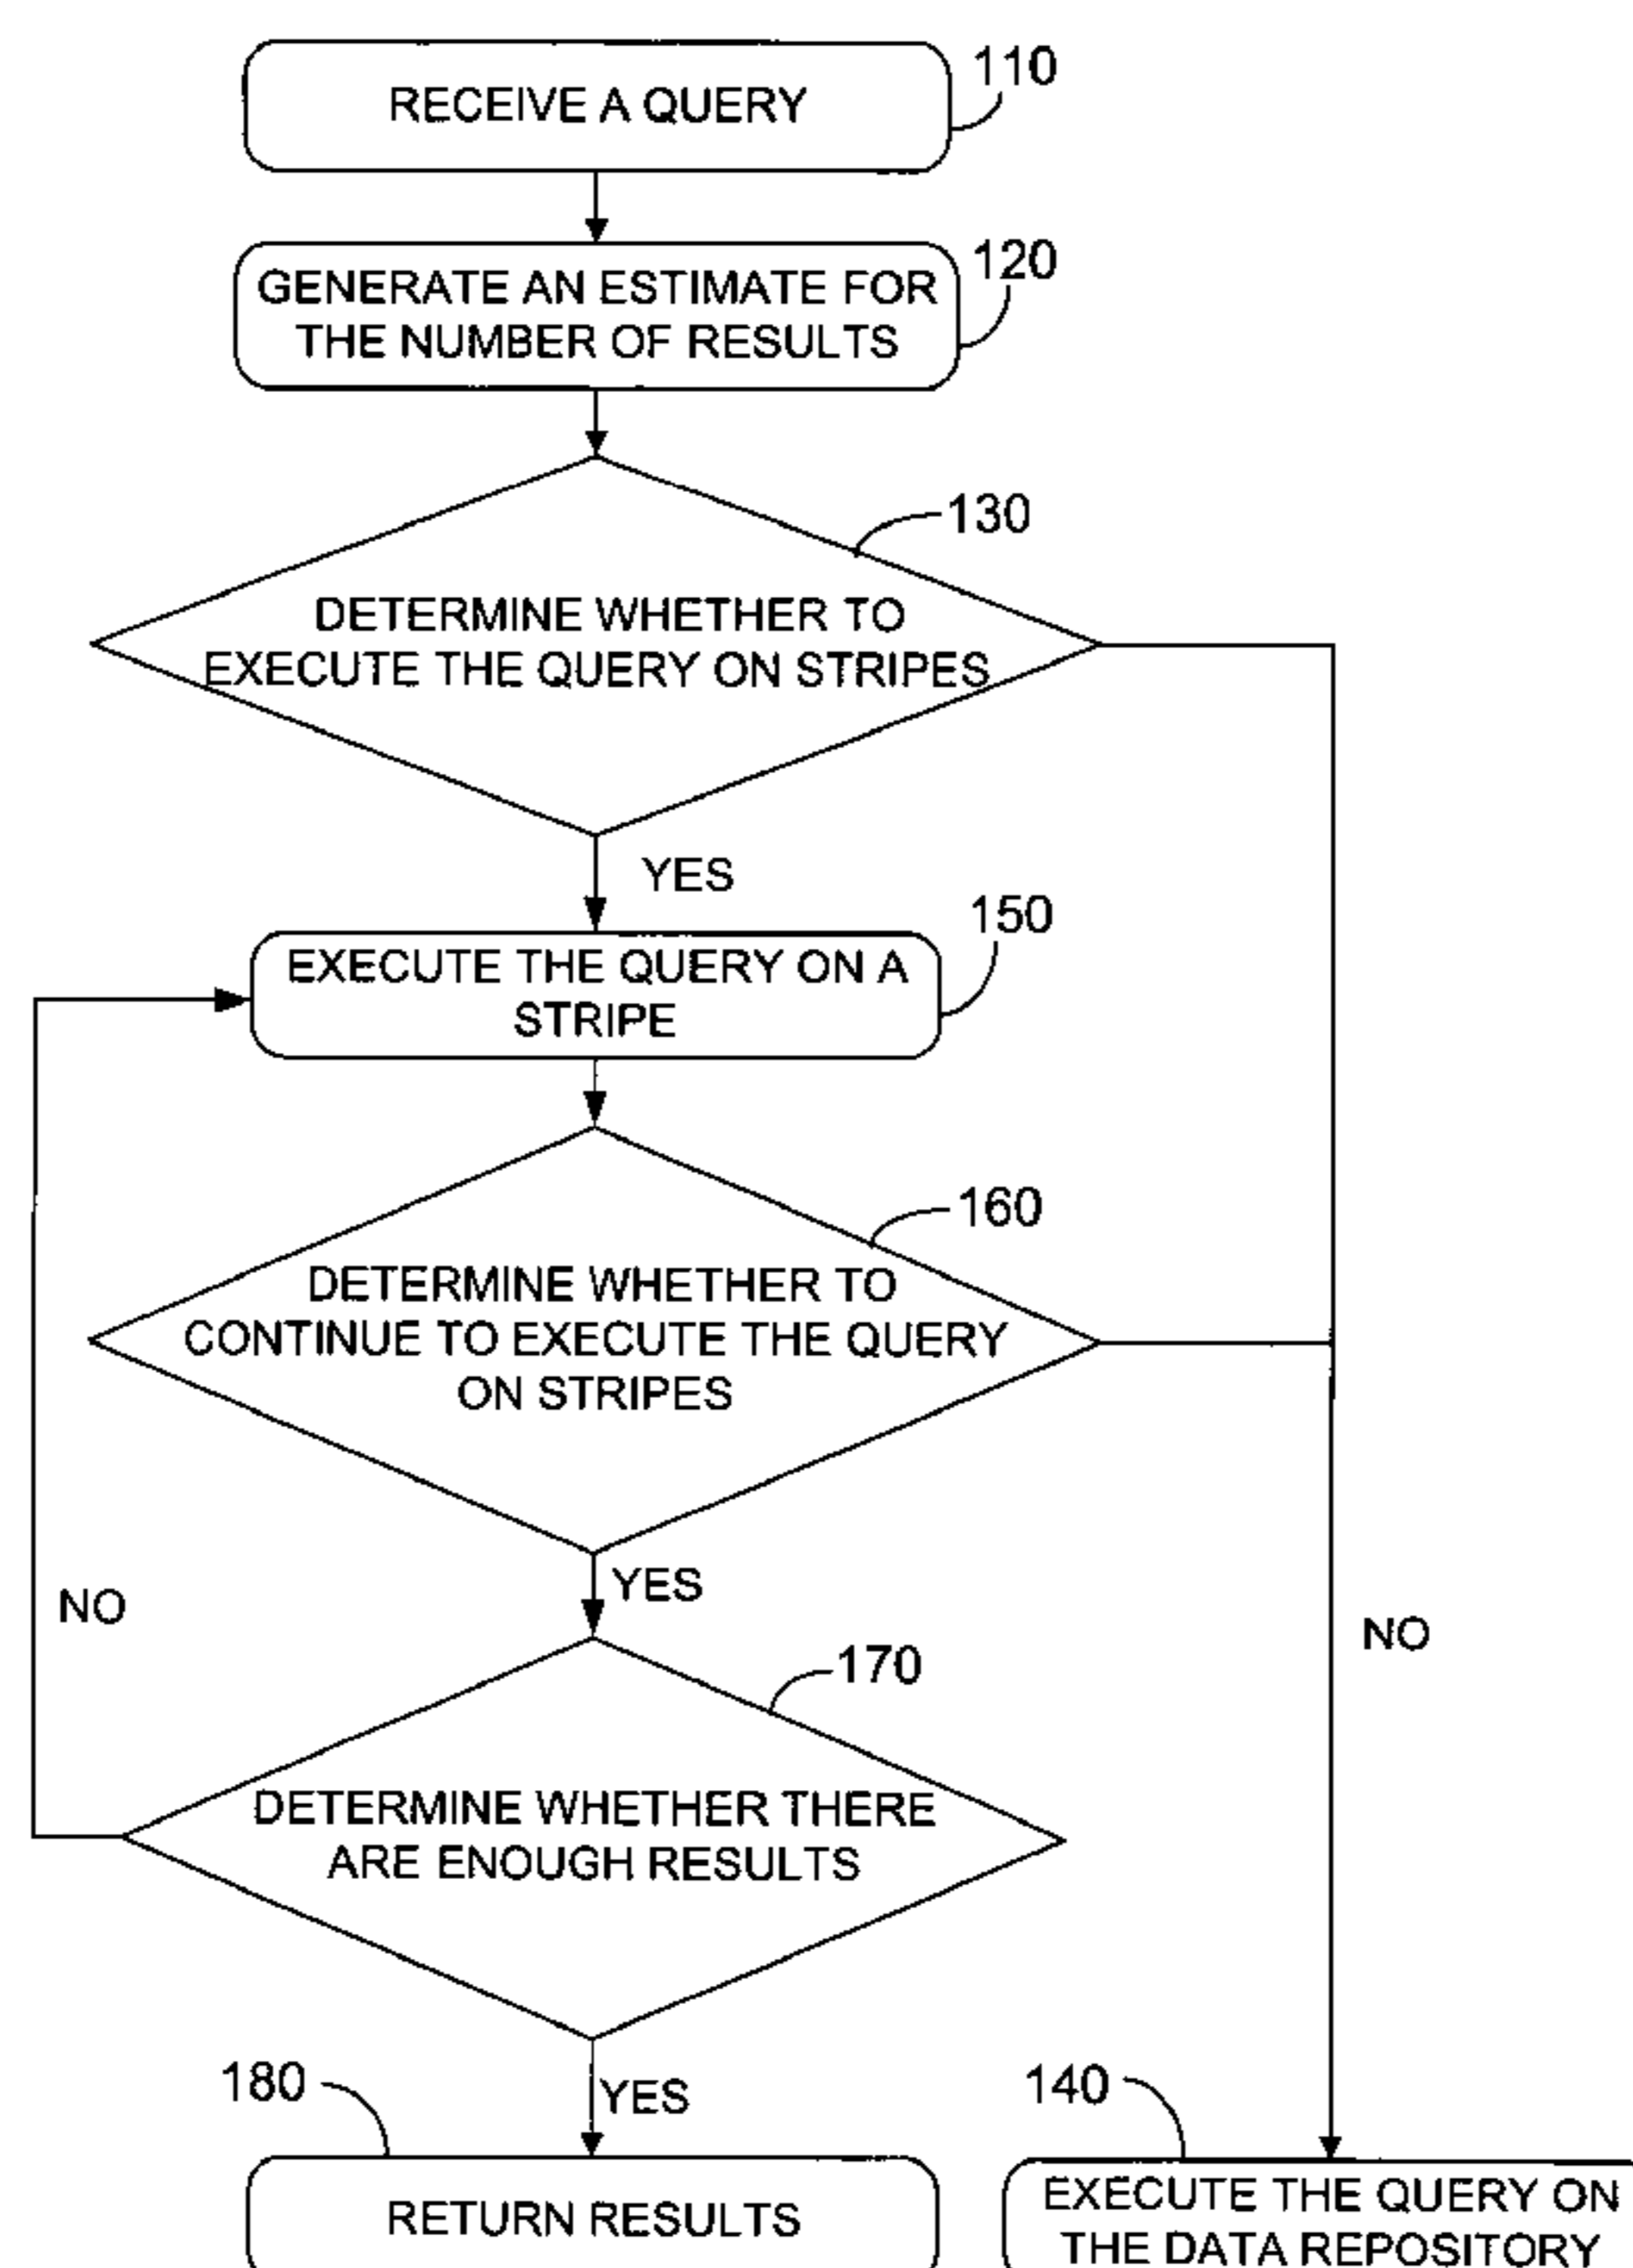 RECEIVE A QUERY
110
GENERATE AN ESTIMATE FOR
THE NUMBER OF RESULTS
120
130
DETERMINE WHETHER TO
EXECUTE THE QUERY ON STRIPES
YES
150
EXECUTE THE QUERY ON A
STRIPE
160
DETERMINE WHETHER TO
CONTINUE TO EXECUTE THE QUERY
ON STRIPES
YES
NO
NO
170
DETERMINE WHETHER THERE
ARE ENOUGH RESULTS
YES
180
140
RETURN RESULTS
EXECUTE THE QUERY ON
THE DATA REPOSITORY